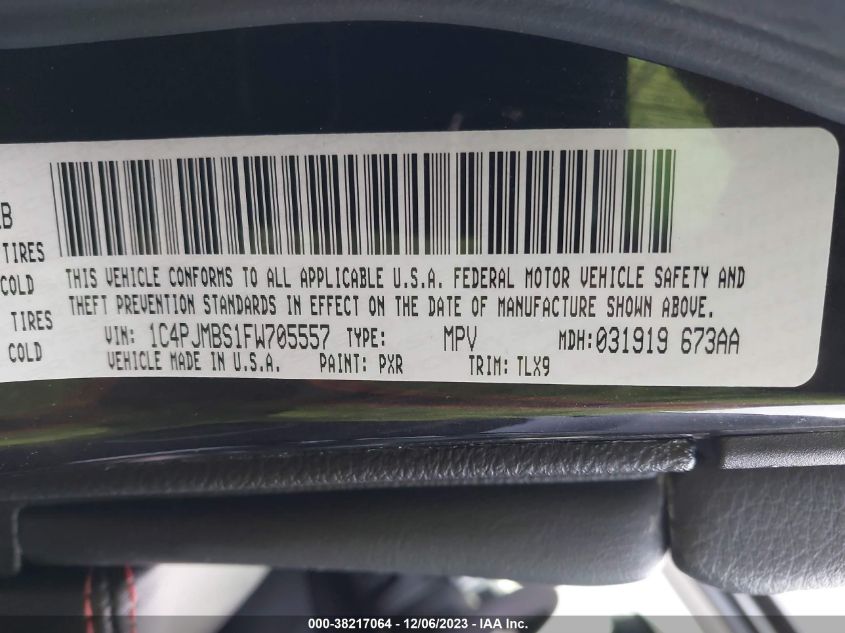 B
TIRES
COLD
TIRES
COLD
THIS VEHICLE CONFORMS TO ALL APPLICABLE U.S.A. FEDERAL MOTOR VEHICLE SAFETY AND
THEFT PREVENTION STANDARDS IN EFFECT ON THE DATE OF MANUFACTURE SHOWN ABOVE.
VIN: 1C4PJMBS1FW705557 TYPE: MPV MDH:031919 673AA
VEHICLE MADE IN U.S.A. PAINT: PXR TRIM: TLX9
000-38217064 - 12/06/2023 - IAA Inc.